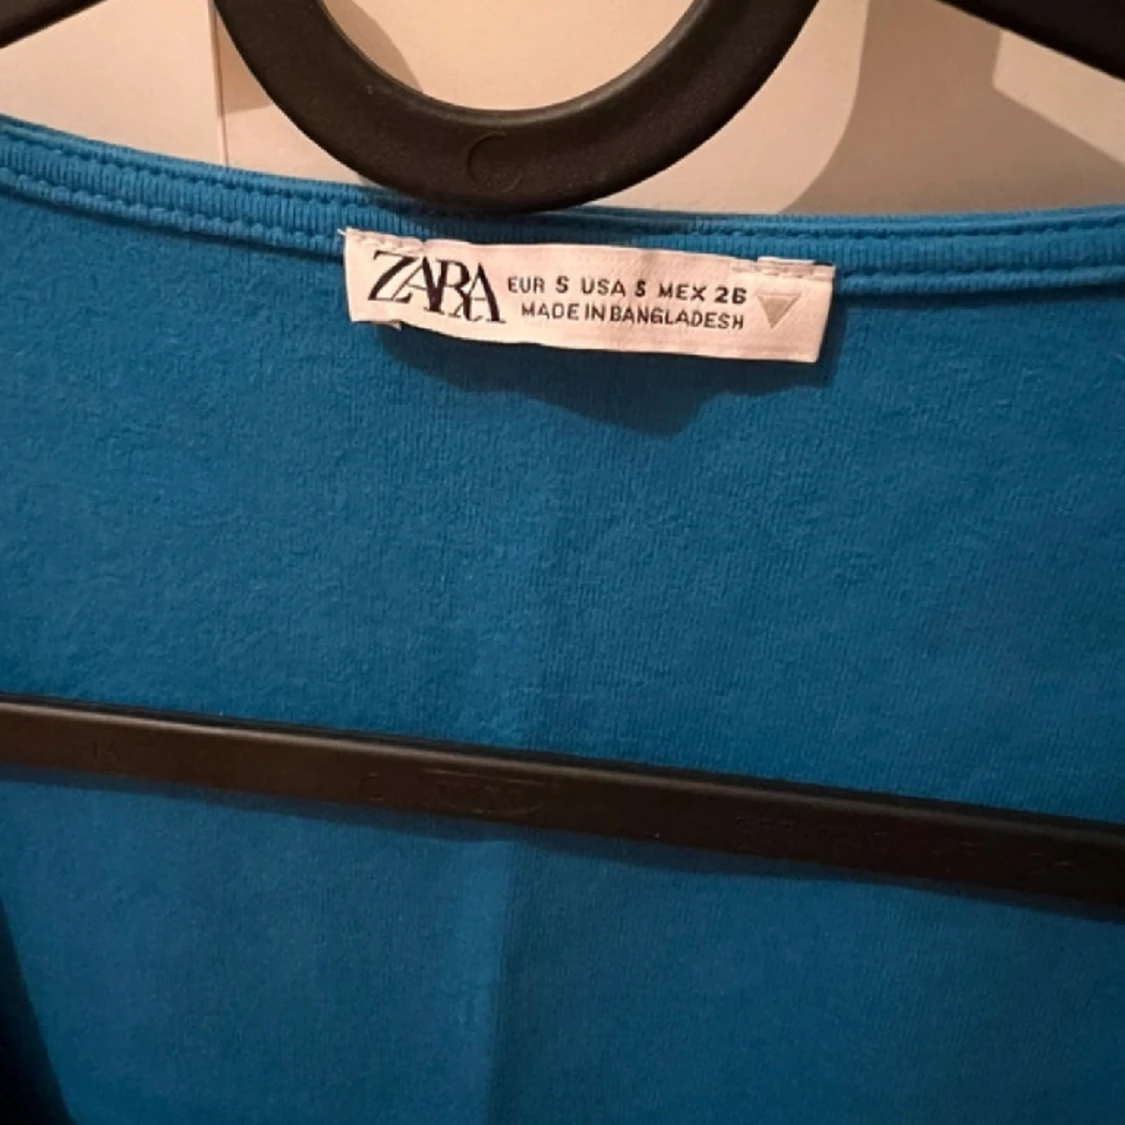 ZARA
EUR S USA S MEX 26
MADE IN BANGLADESH